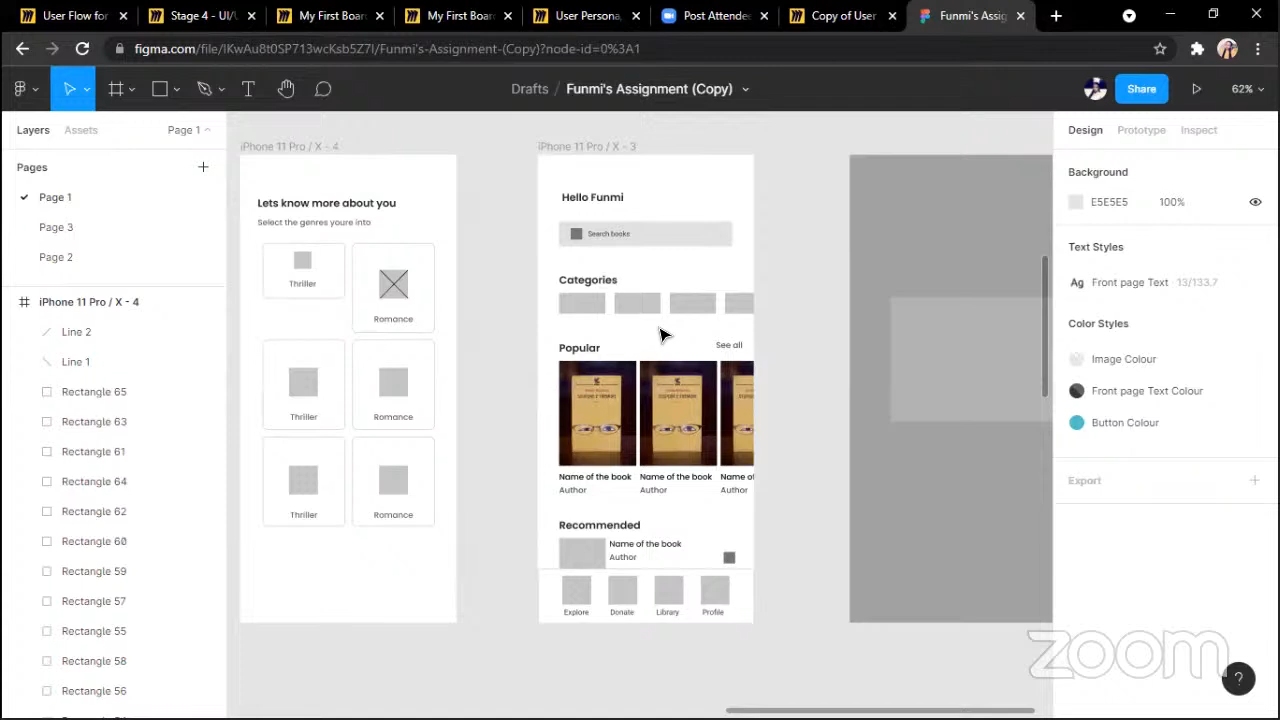 User Flow for
Stage 4
My First Boar
My First Boar
User Persona,
Post Attende
Copy of User
Funmi's Assig
figma.com/file/lKwAu8t0SP713wcKsb5Z7l/Funmi's-Assignment-(Copy)?node-id=0%3A1
Drafts / Funmi's Assignment (Copy)
Share
62%
Layers
Assets
Page 1
Pages
Page 1
Page 3
Page 2
iPhone 11 Pro / X - 4
Line 2
Line 1
Rectangle 65
Rectangle 63
Rectangle 61
Rectangle 64
Rectangle 62
Rectangle 60
Rectangle 59
Rectangle 57
Rectangle 55
Rectangle 58
Rectangle 56
iPhone 11 Pro / X - 4
Lets know more about you
Select the genres youre into
Thriller
Romance
Thriller
Romance
Thriller
Romance
iPhone 11 Pro / X - 3
Hello Funmi
Search books
Categories
Popular
See all
Name of the book
Name of the book
Name of
Author
Author
Author
Recommended
Name of the book
Author
Explore
Donate
Library
Profile
Design
Prototype
Inspect
Background
E5E5E5
100%
Text Styles
Ag Front page Text 13/133.7
Color Styles
Image Colour
Front page Text Colour
Button Colour
Export
zoom
?